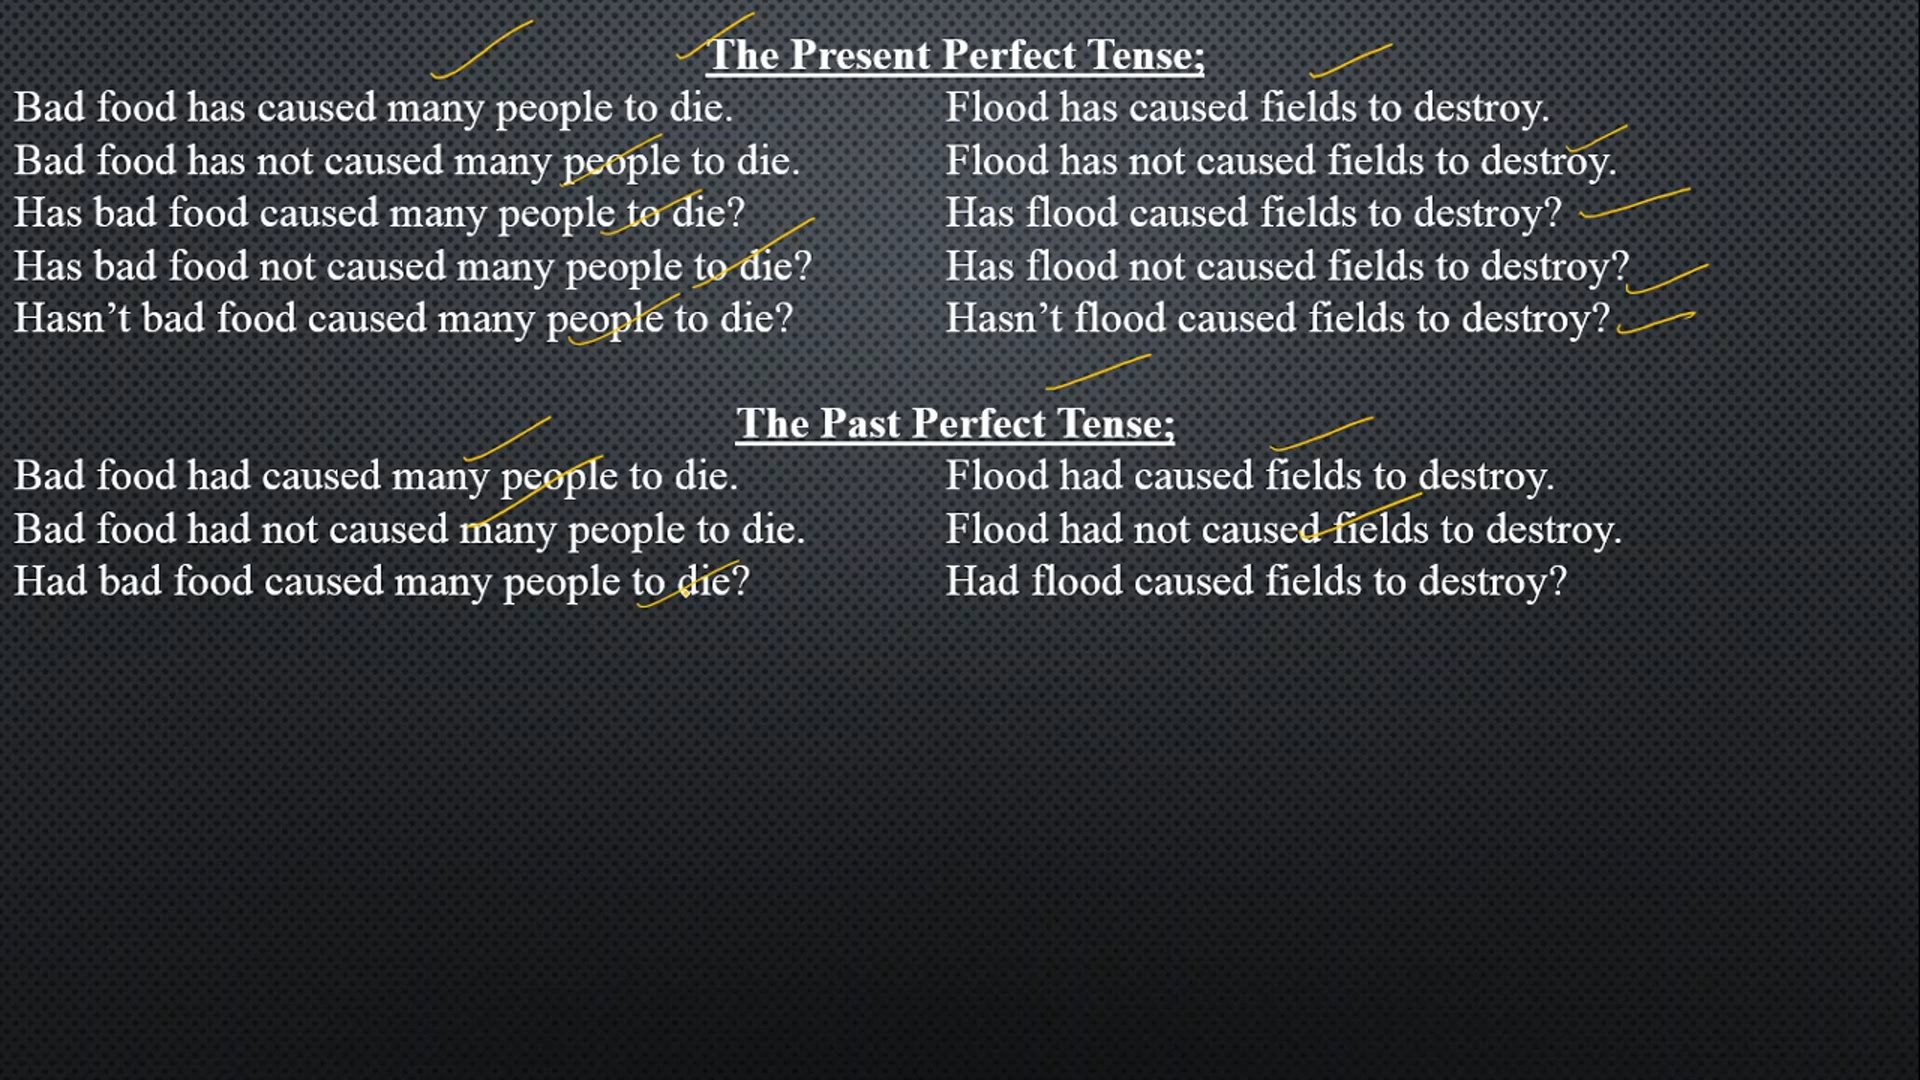 The Present Perfect Tense;
Bad food has caused many people to die.
Bad food has not caused many people to die.
Has bad food caused many people to die?
Has bad food not caused many people to die?
Hasn’t bad food caused many people to die?
Flood has caused fields to destroy.
Flood has not caused fields to destroy.
Has flood caused fields to destroy?
Has flood not caused fields to destroy?
Hasn’t flood caused fields to destroy?
The Past Perfect Tense;
Bad food had caused many people to die.
Bad food had not caused many people to die.
Had bad food caused many people to die?
Flood had caused fields to destroy.
Flood had not caused fields to destroy.
Had flood caused fields to destroy?